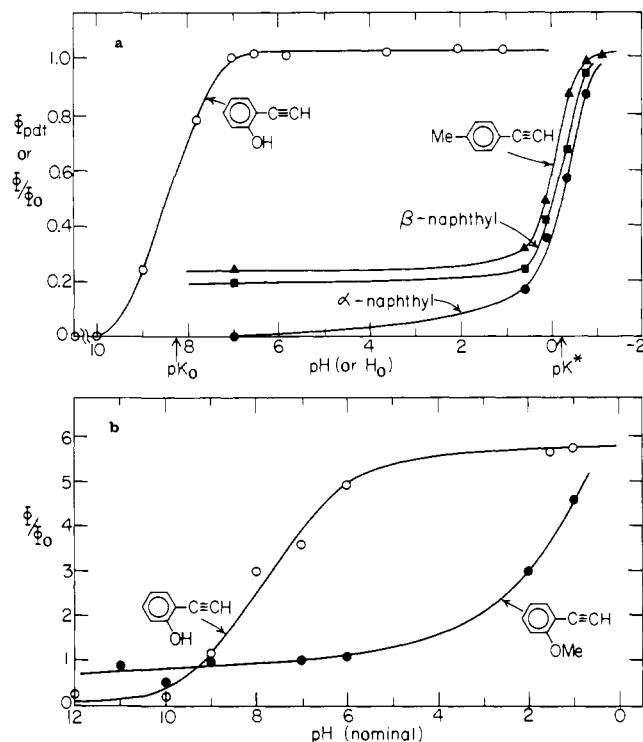 a
Φpdt
or
Φ/Φ₀
1.0
0.8
0.6
0.4
0.2
0
C≡CH
OH
Me
C≡CH
β-naphthyl
α-naphthyl
10
8
6
4
2
0
-2
pK₀
pH (or H₀)
pK*
b
Φ/Φ₀
6
5
4
3
2
1
0
C≡CH
OH
C≡CH
OMe
12
10
8
6
4
2
0
pH (nominal)